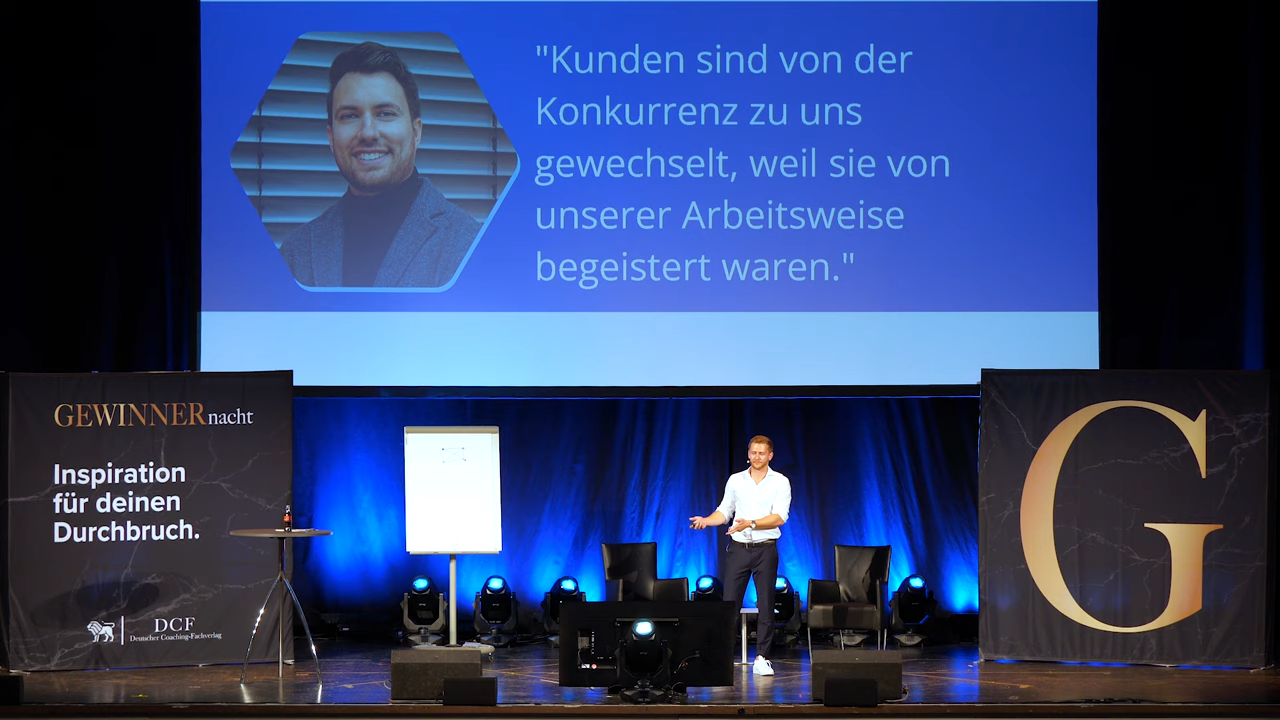 "Kunden sind von der
Konkurrenz zu uns
gewechselt, weil sie von
unserer Arbeitsweise
begeistert waren."
GEWINNERnacht
Inspiration
für deinen
Durchbruch.
DCF
Deutscher Coaching-Fachverlag
G